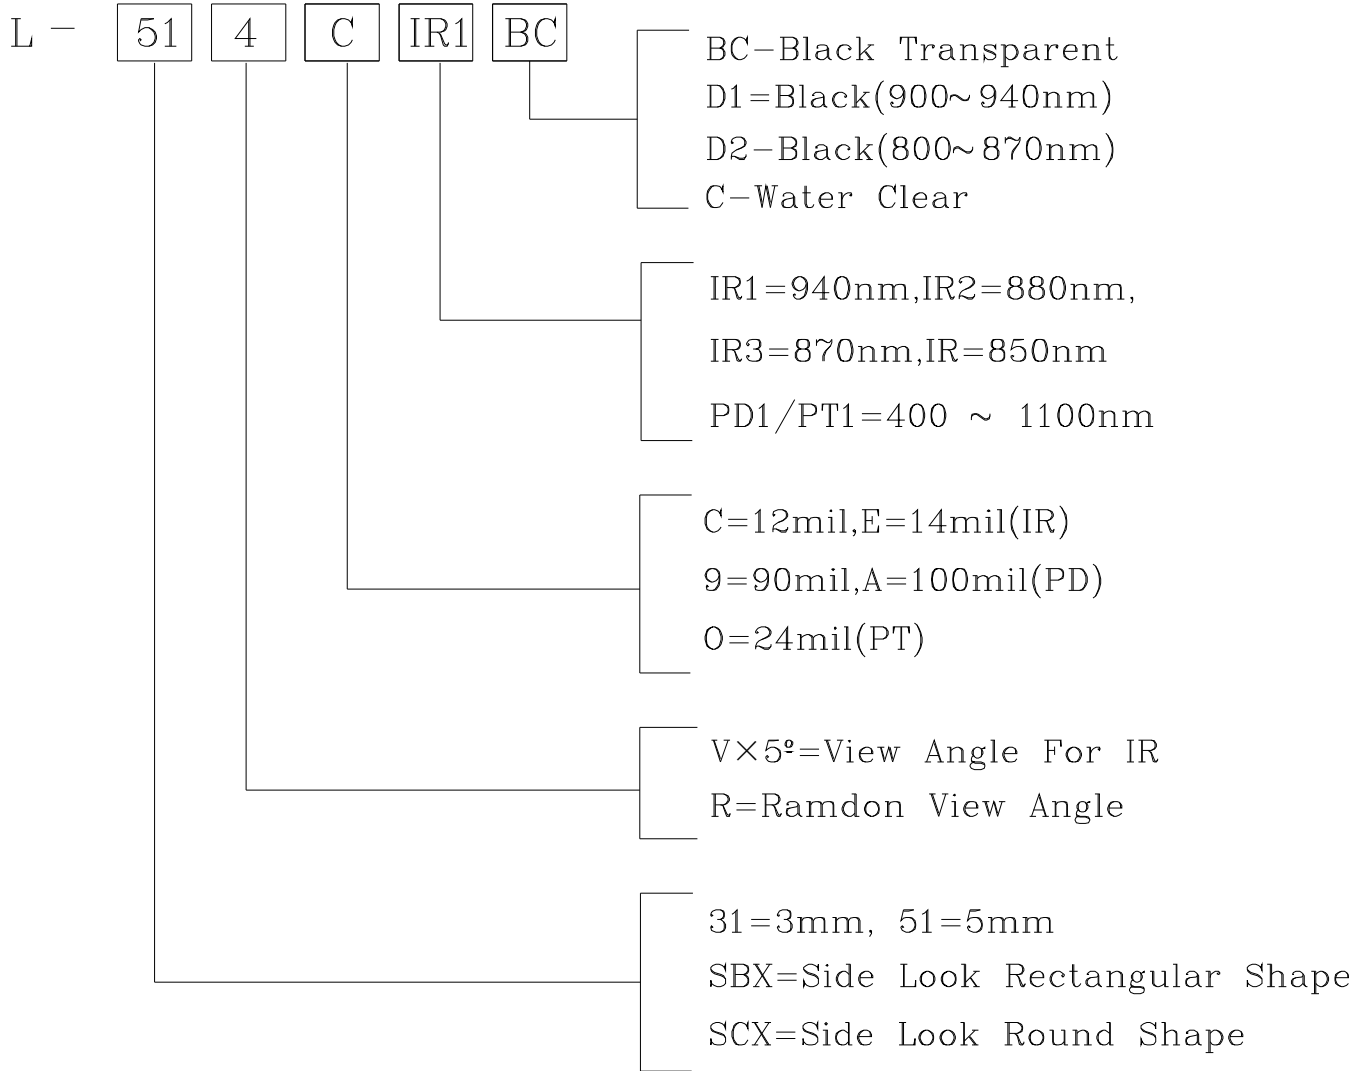 L - 51 4 C IR1 BC
BC-Black Transparent
D1=Black(900~940nm)
D2-Black(800~870nm)
C-Water Clear
IR1=940nm,IR2=880nm,
IR3=870nm,IR=850nm
PD1/PT1=400 ~ 1100nm
C=12mil,E=14mil(IR)
9=90mil,A=100mil(PD)
O=24mil(PT)
V×5º=View Angle For IR
R=Ramdon View Angle
31=3mm, 51=5mm
SBX=Side Look Rectangular Shape
SCX=Side Look Round Shape